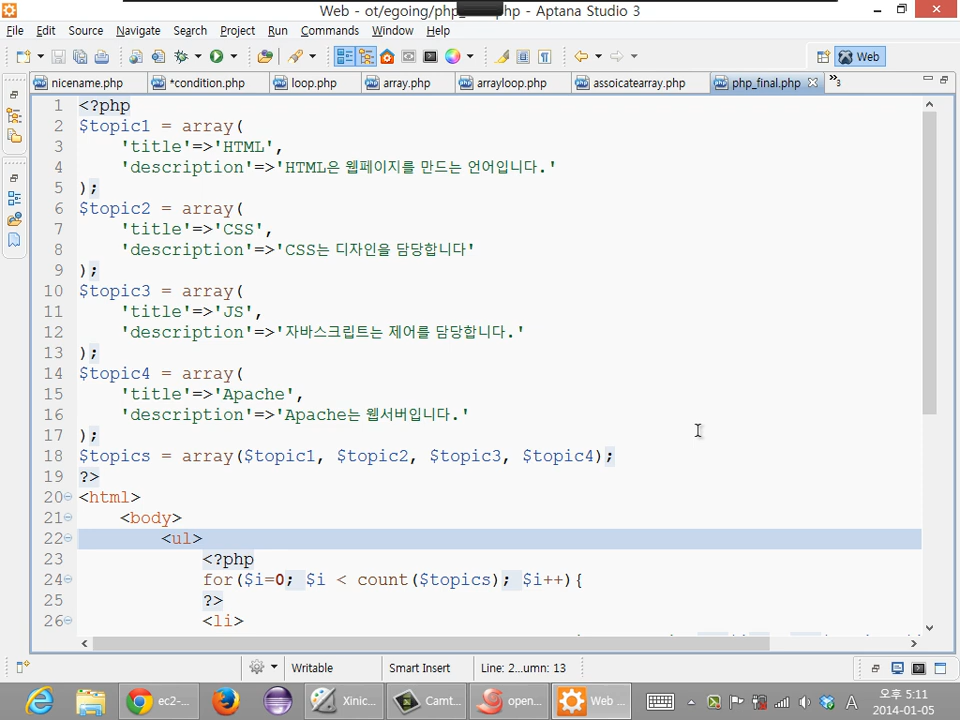 Web - ot/egoing/php_ .php - Aptana Studio 3
File Edit Source Navigate Search Project Run Commands Window Help
Web
nicename.php *condition.php loop.php array.php arrayloop.php assoicatearray.php php_final.php »3
1 <?php
2 $topic1 = array(
3 'title'=>'HTML',
4 'description'=>'HTML은 웹페이지를 만드는 언어입니다.'
5 );
6 $topic2 = array(
7 'title'=>'CSS',
8 'description'=>'CSS는 디자인을 담당합니다'
9 );
10 $topic3 = array(
11 'title'=>'JS',
12 'description'=>'자바스크립트는 제어를 담당합니다.'
13 );
14 $topic4 = array(
15 'title'=>'Apache',
16 'description'=>'Apache는 웹서버입니다.'
17 );
18 $topics = array($topic1, $topic2, $topic3, $topic4);
19 ?>
20 <html>
21 <body>
22 <ul>
23 <?php
24 for($i=0; $i < count($topics); $i++){
25 ?>
26 <li>
Writable Smart Insert Line: 2...umn: 13
ec2-... Xinic... Camt... open... Web ... A 오후 5:11
2014-01-05